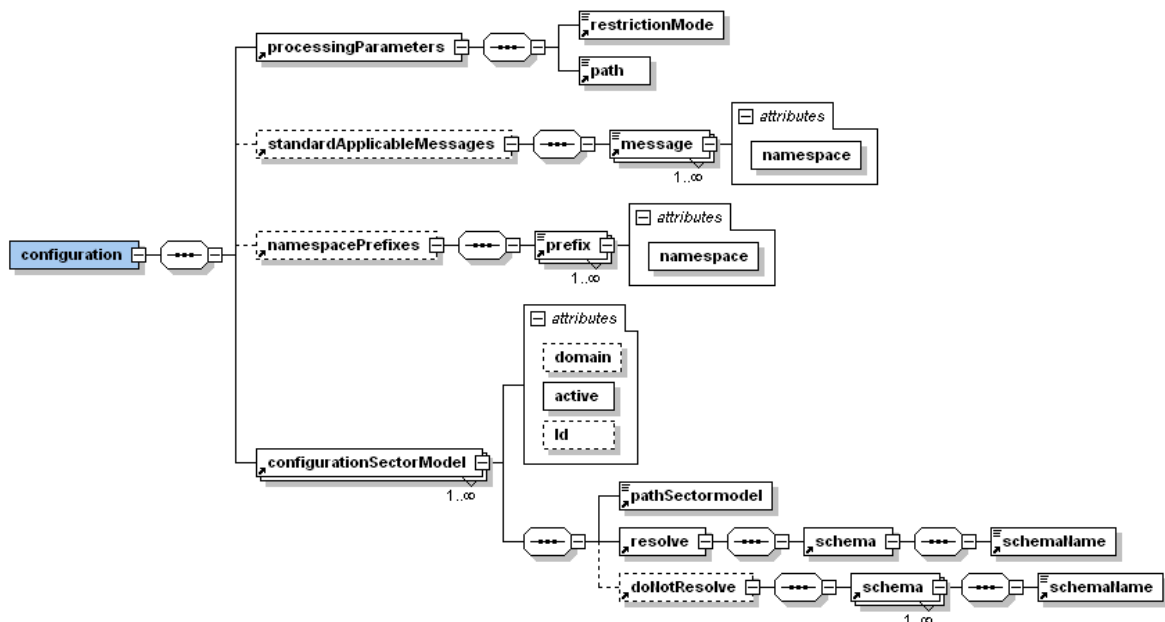 restrictionMode
processingParameters
path
attributes
standardApplicableMessages
message
namespace
1..∞
attributes
configuration
namespacePrefixes
prefix
namespace
1..∞
attributes
domain
active
Id
configurationSectorModel
1..∞
pathSectormodel
resolve
schema
schemaName
doNotResolve
schema
schemaName
1..∞